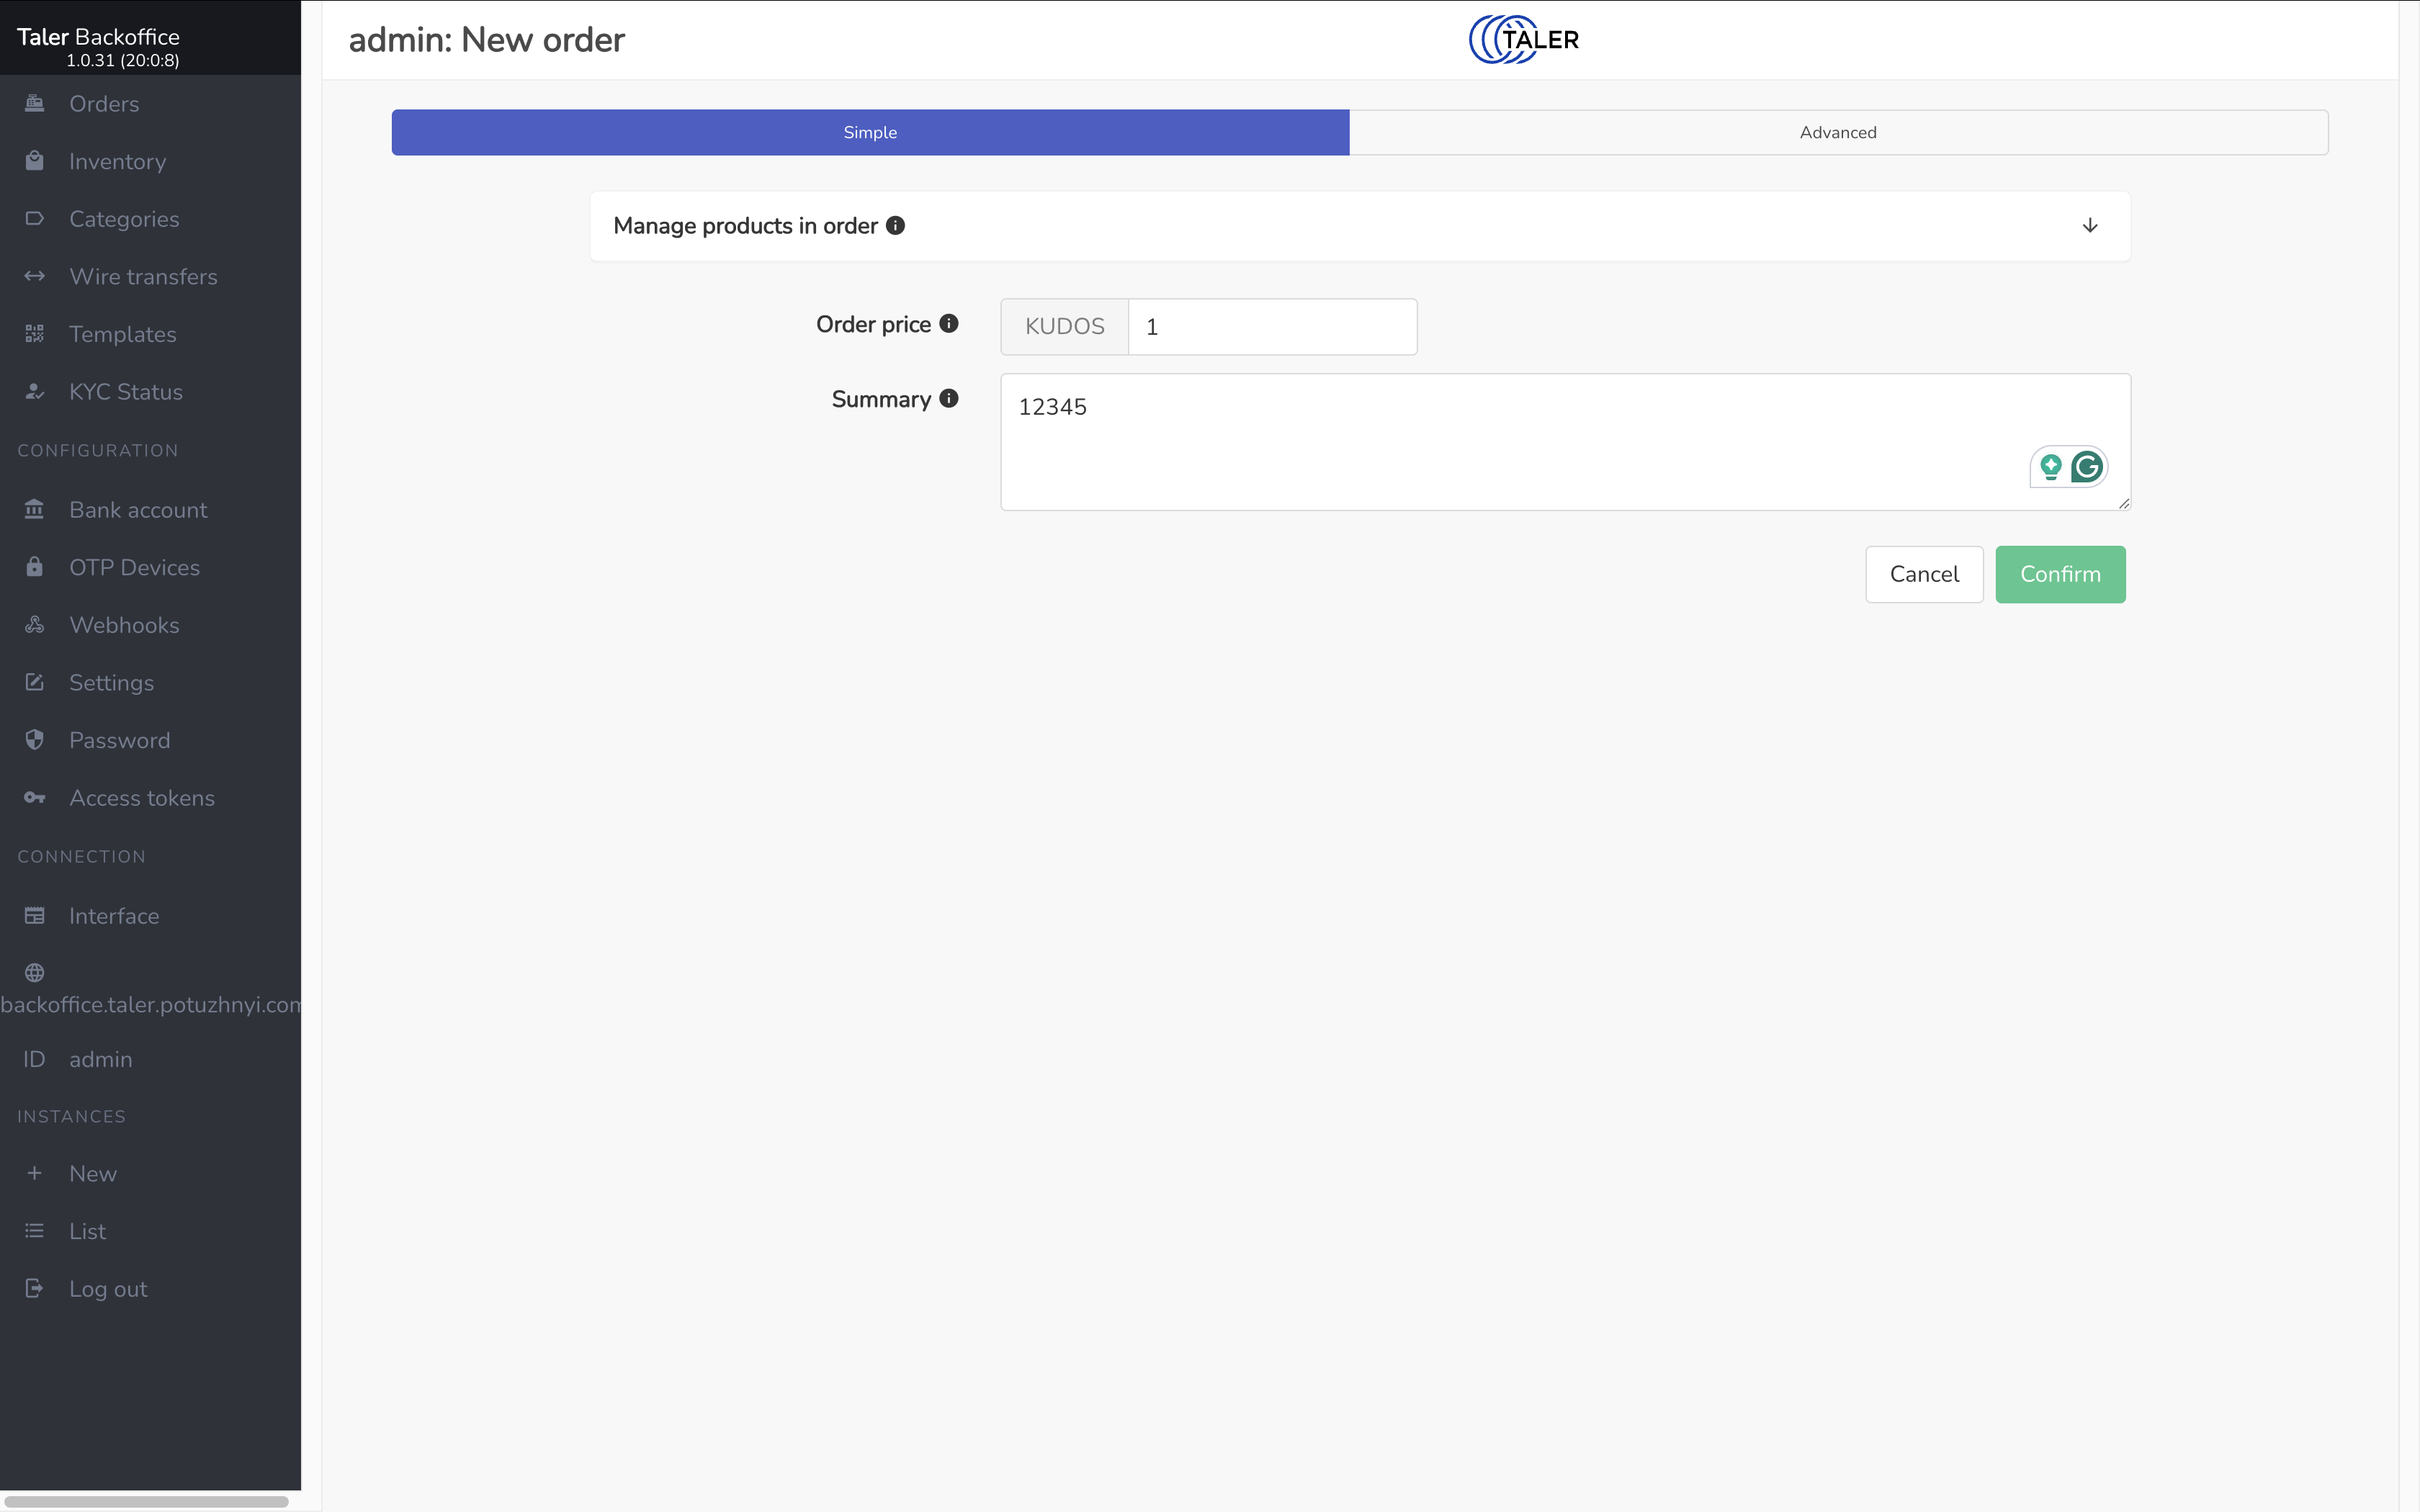 Taler Backoffice
1.0.31 (20:0:8)
Orders
Inventory
Categories
Wire transfers
Templates
KYC Status
CONFIGURATION
Bank account
OTP Devices
Webhooks
Settings
Password
Access tokens
CONNECTION
Interface
backoffice.taler.potuzhnyi.com
ID admin
INSTANCES
New
List
Log out
admin: New order
TALER
Simple
Advanced
Manage products in order
Order price
KUDOS
1
Summary
12345
Cancel
Confirm